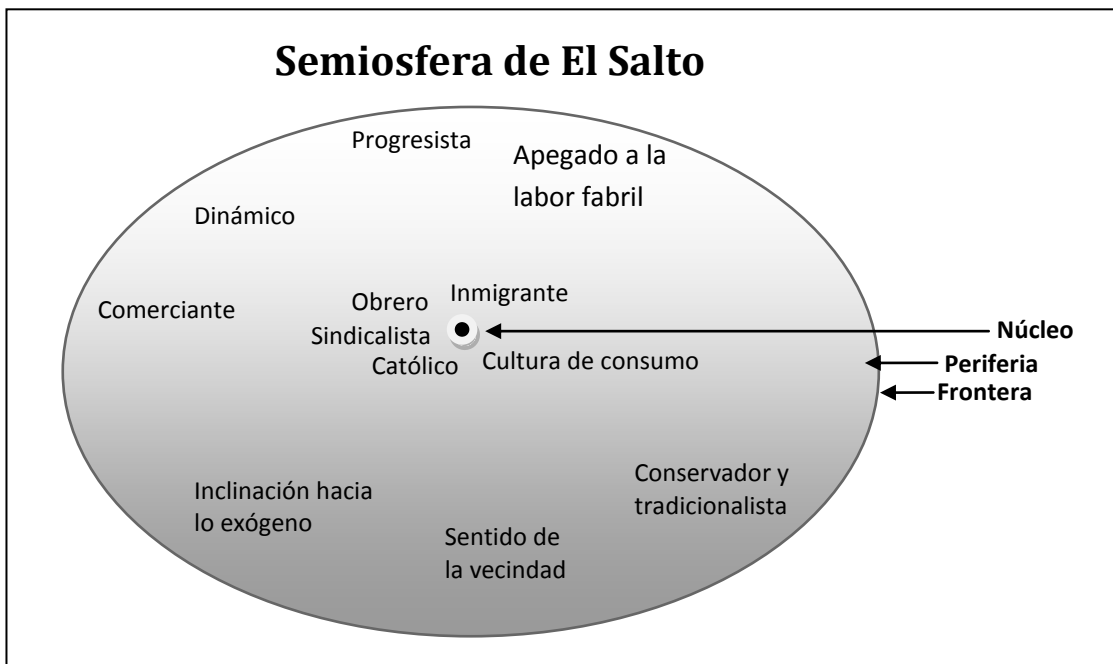 Semiosfera de El Salto
Progresista
Apegado a la
labor fabril
Dinámico
Comerciante
Obrero
Inmigrante
Sindicalista
Católico
Cultura de consumo
Núcleo
Periferia
Frontera
Inclinación hacia
lo exógeno
Sentido de
la vecindad
Conservador y
tradicionalista